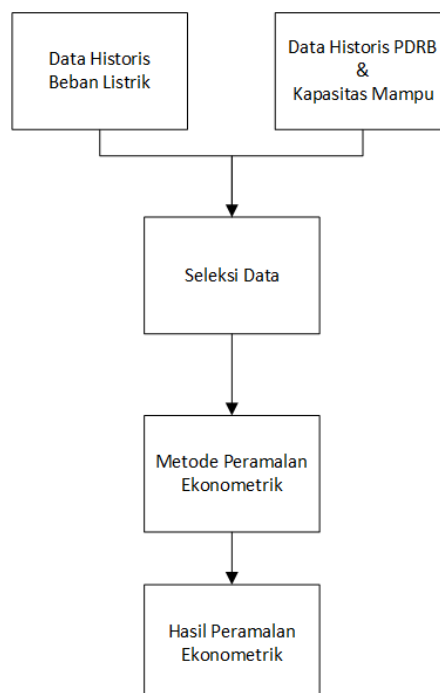 Data Historis
Beban Listrik
Data Historis PDRB
&
Kapasitas Mampu
Seleksi Data
Metode Peramalan
Ekonometrik
Hasil Peramalan
Ekonometrik